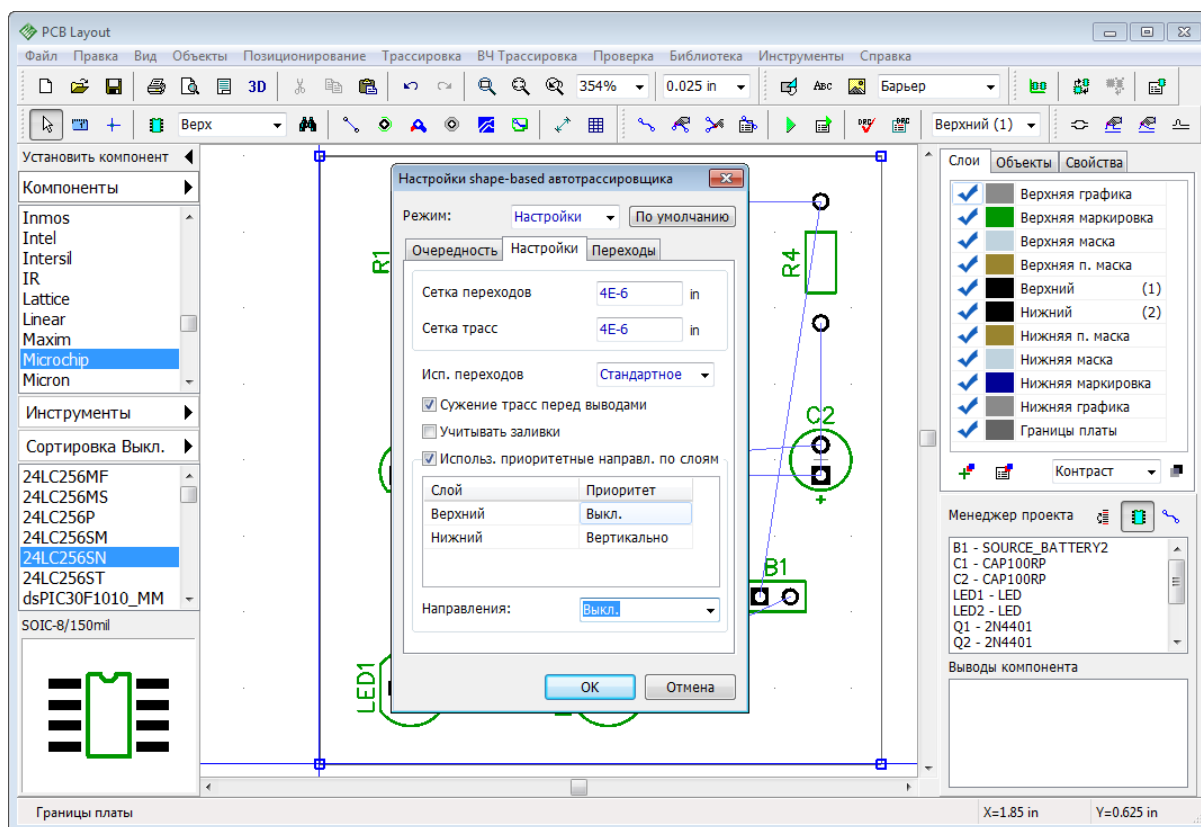 PCB Layout
Файл Правка Вид Объекты Позиционирование Трассировка ВЧ Трассировка Проверка Библиотека Инструменты Справка
3D 354% 0.025 in ABC Барьер
Верх DRC DRC Верхний (1)
Установить компонент
Компоненты
Inmos
Intel
Intersil
IR
Lattice
Linear
Maxim
Microchip
Micron
Инструменты
Сортировка Выкл.
24LC256MF
24LC256MS
24LC256P
24LC256SM
24LC256SN
24LC256ST
dsPIC30F1010_MM
SOIC-8/150mil
R1
R4
C2
+
B1
LED1
Настройки shape-based автотрассировщика
Режим: Настройки По умолчанию
Очередность Настройки Переходы
Сетка переходов 4E-6 in
Сетка трасс 4E-6 in
Исп. переходов Стандартное
Сужение трасс перед выводами
Учитывать заливки
Использ. приоритетные направл. по слоям
Слой Приоритет
Верхний Выкл.
Нижний Вертикально
Направления: Выкл.
OK Отмена
Слои Объекты Свойства
Верхняя графика
Верхняя маркировка
Верхняя маска
Верхняя п. маска
Верхний (1)
Нижний (2)
Нижняя п. маска
Нижняя маска
Нижняя маркировка
Нижняя графика
Границы платы
Контраст
Менеджер проекта
B1 - SOURCE_BATTERY2
C1 - CAP100RP
C2 - CAP100RP
LED1 - LED
LED2 - LED
Q1 - 2N4401
Q2 - 2N4401
Выводы компонента
Границы платы X=1.85 in Y=0.625 in